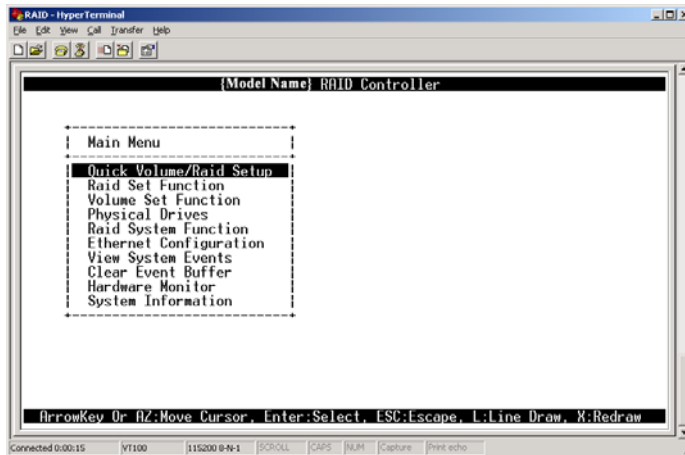 RAID - HyperTerminal
File Edit View Call Transfer Help
{Model Name} RAID Controller
Main Menu
Quick Volume/Raid Setup
Raid Set Function
Volume Set Function
Physical Drives
Raid System Function
Ethernet Configuration
View System Events
Clear Event Buffer
Hardware Monitor
System Information
ArrowKey Or AZ:Move Cursor, Enter:Select, ESC:Escape, L:Line Draw, X:Redraw
Connected 0:00:15 VT100 115200 8-N-1 SCROLL CAPS NUM Capture Print echo